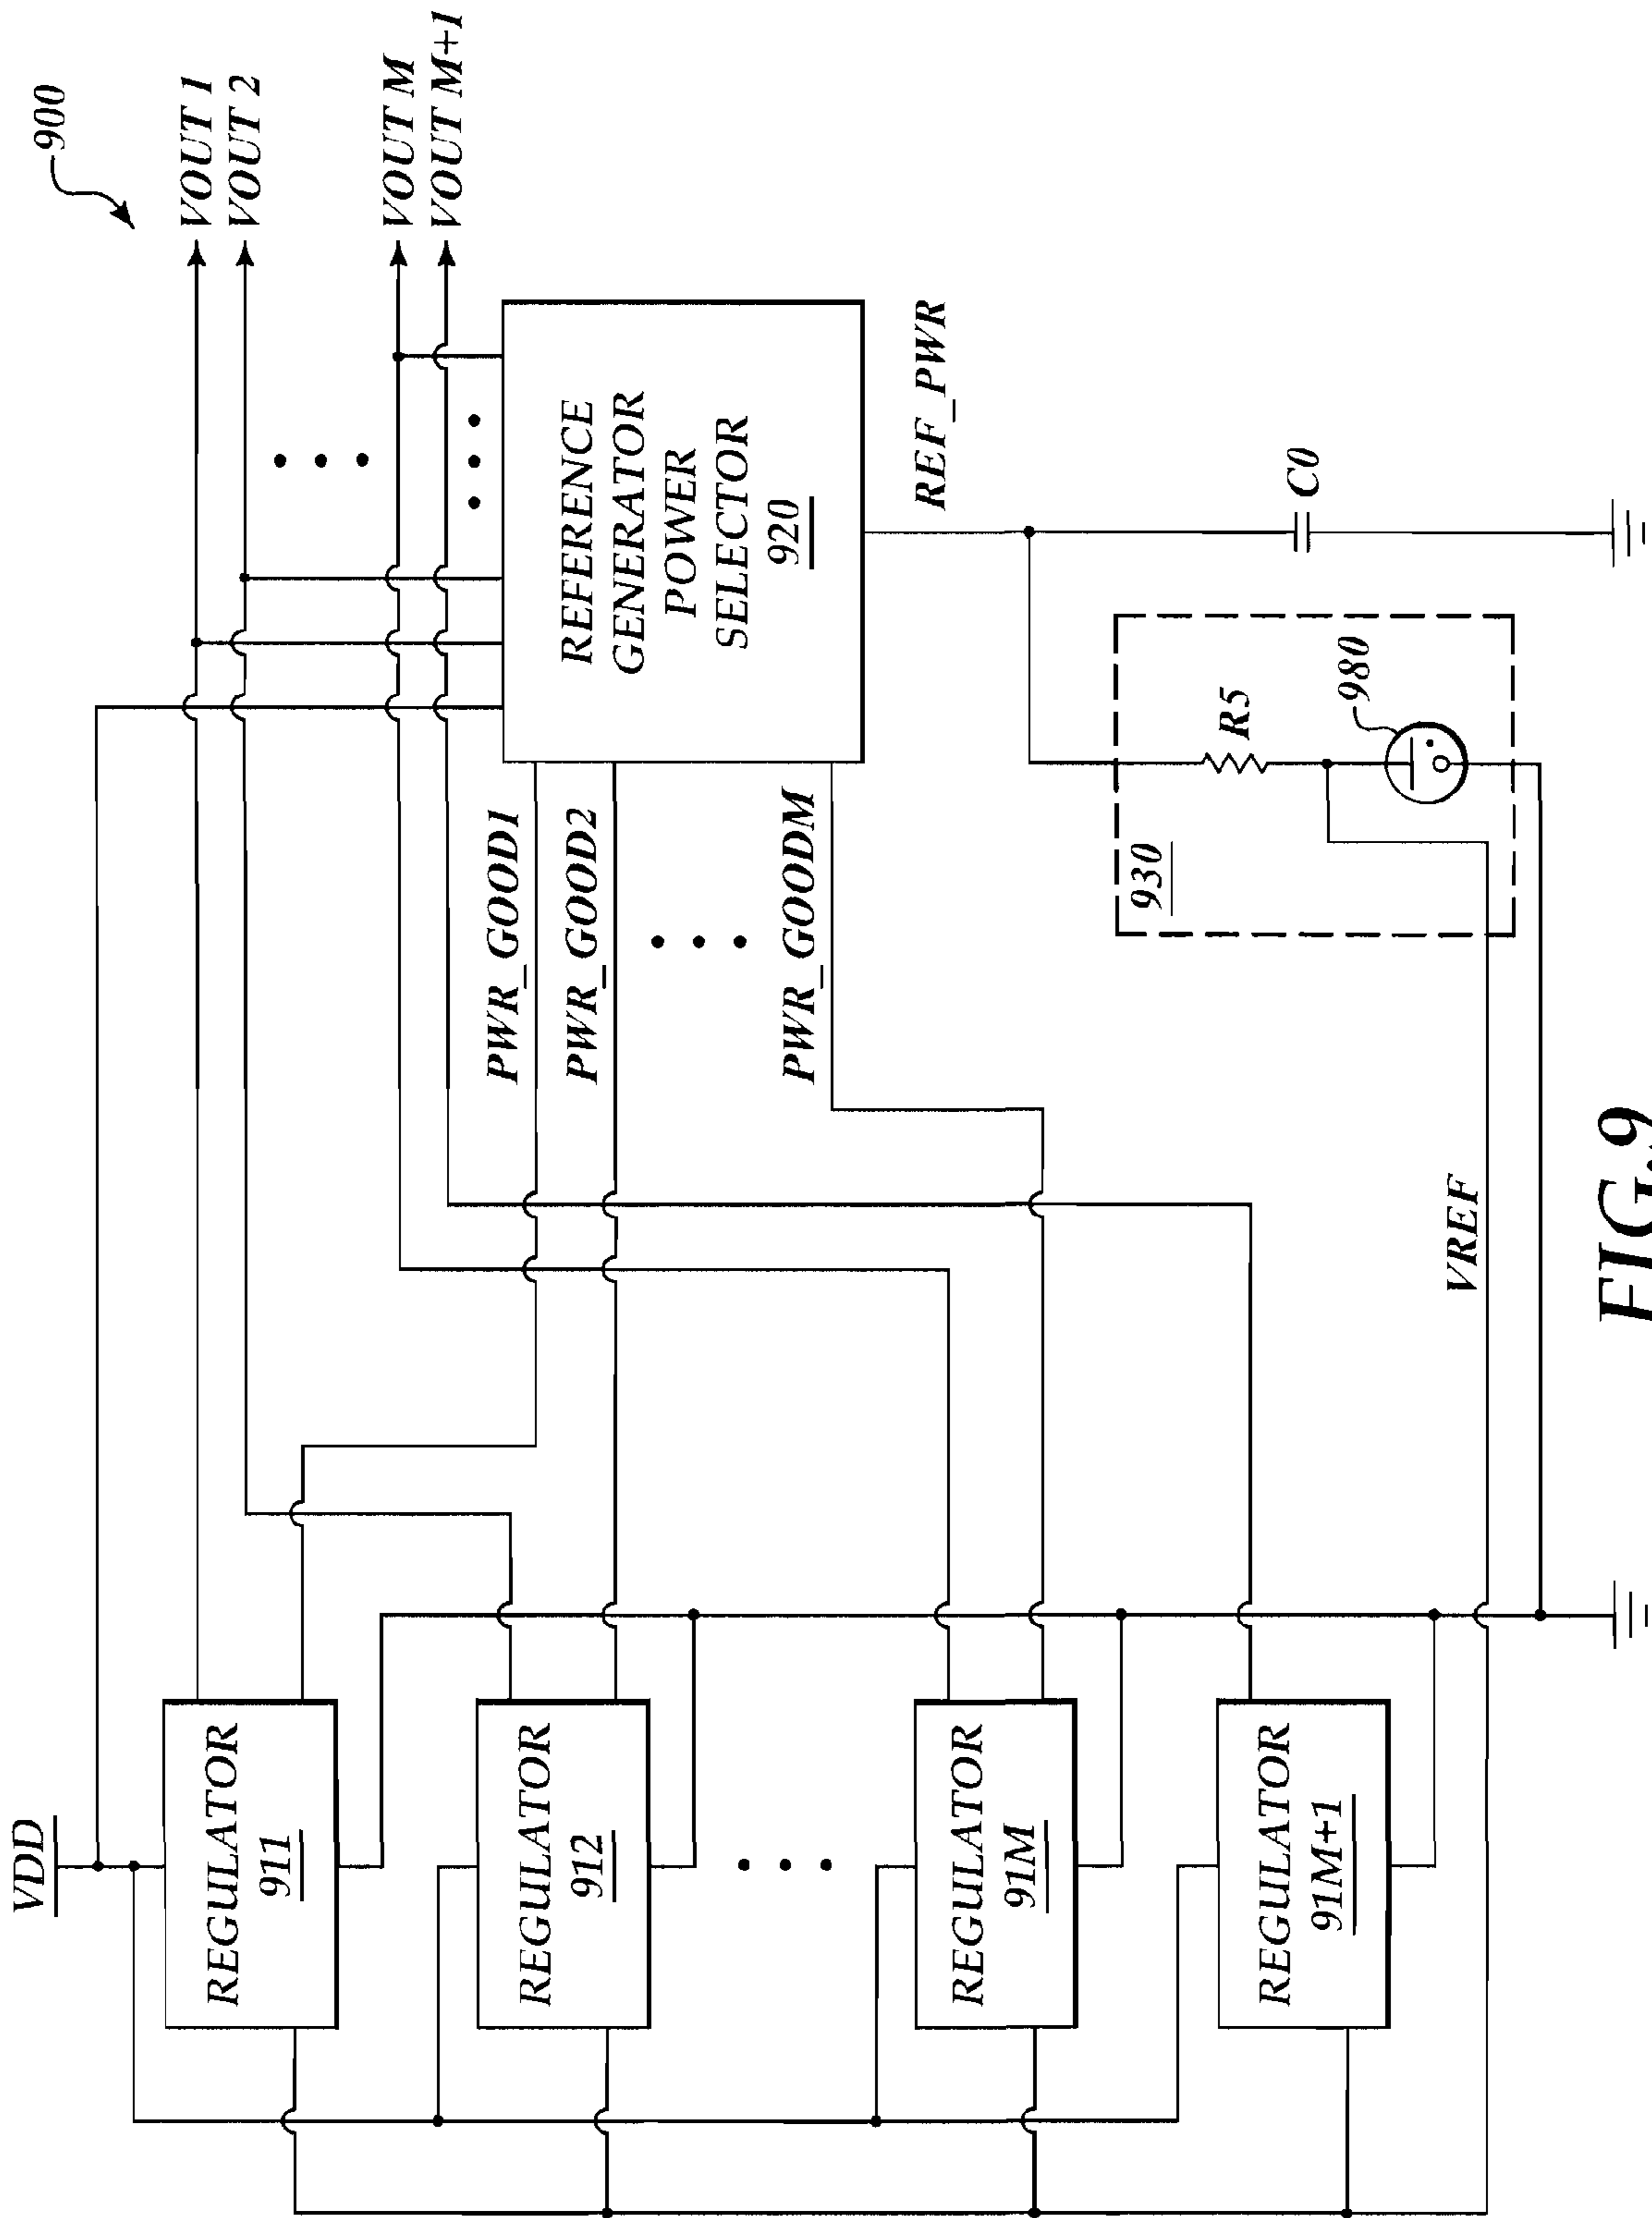 900
VDD
VOUT 1
VOUT 2
VOUT M
VOUT M+1
REGULATOR
911
REGULATOR
912
REGULATOR
91M
REGULATOR
91M+1
PWR_GOOD1
PWR_GOOD2
PWR_GOODM
REFERENCE
GENERATOR
POWER
SELECTOR
920
REF_PWR
930
R5
980
C0
VREF
FIG.9